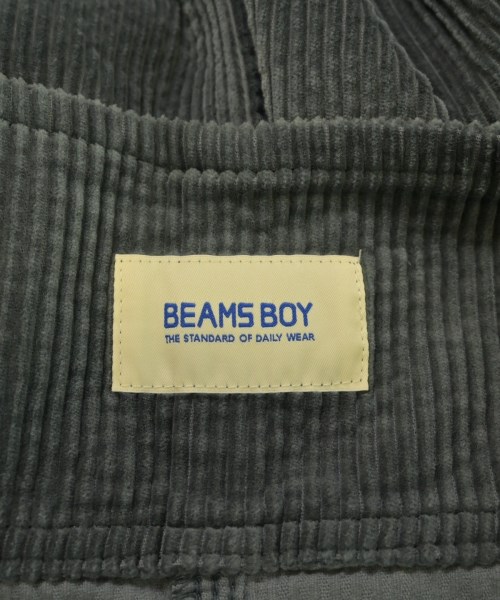 BEAMS BOY
THE STANDARD OF DAILY WEAR